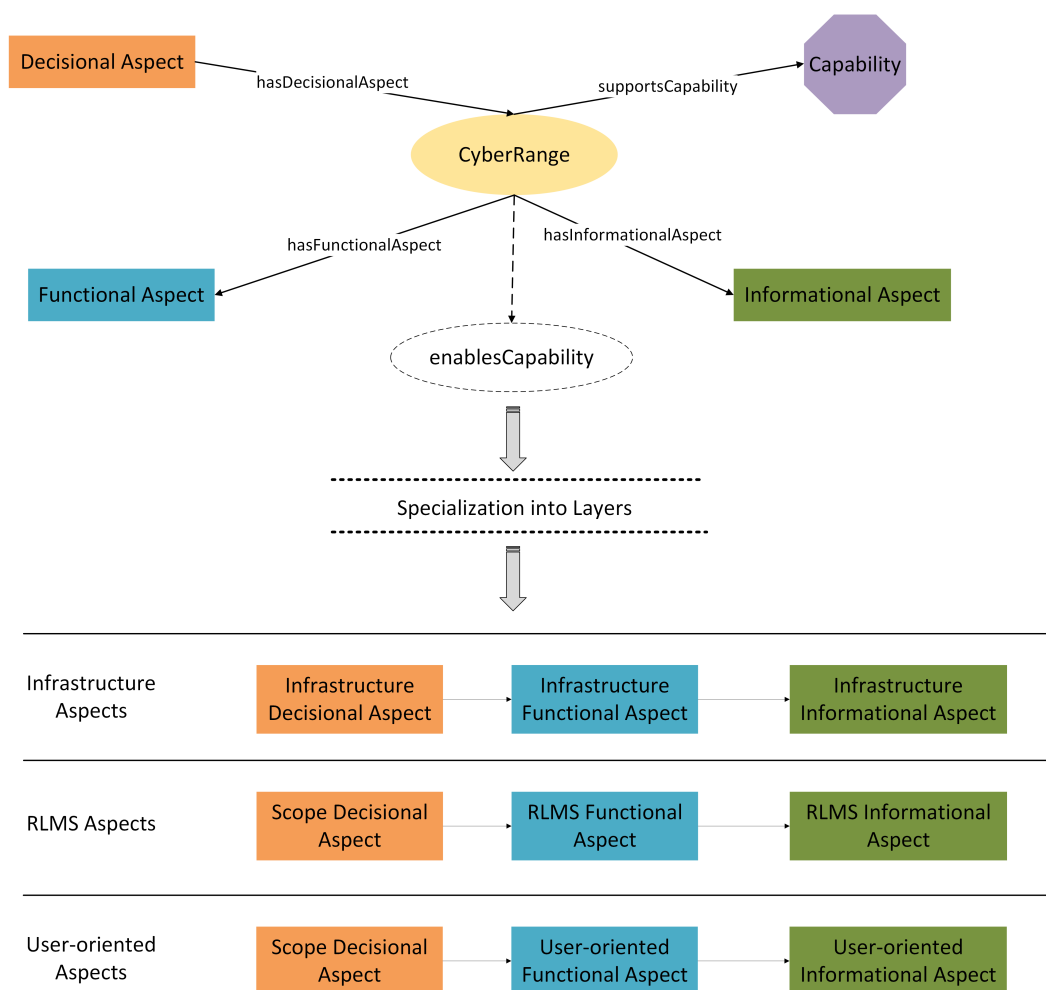 Decisional Aspect
Capability
hasDecisionalAspect
supportsCapability
CyberRange
hasFunctionalAspect
hasInformationalAspect
Functional Aspect
Informational Aspect
enablesCapability
Specialization into Layers
Infrastructure
Aspects
Infrastructure
Decisional Aspect
Infrastructure
Functional Aspect
Infrastructure
Informational Aspect
RLMS Aspects
Scope Decisional
Aspect
RLMS Functional
Aspect
RLMS Informational
Aspect
User-oriented
Aspects
Scope Decisional
Aspect
User-oriented
Functional Aspect
User-oriented
Informational Aspect